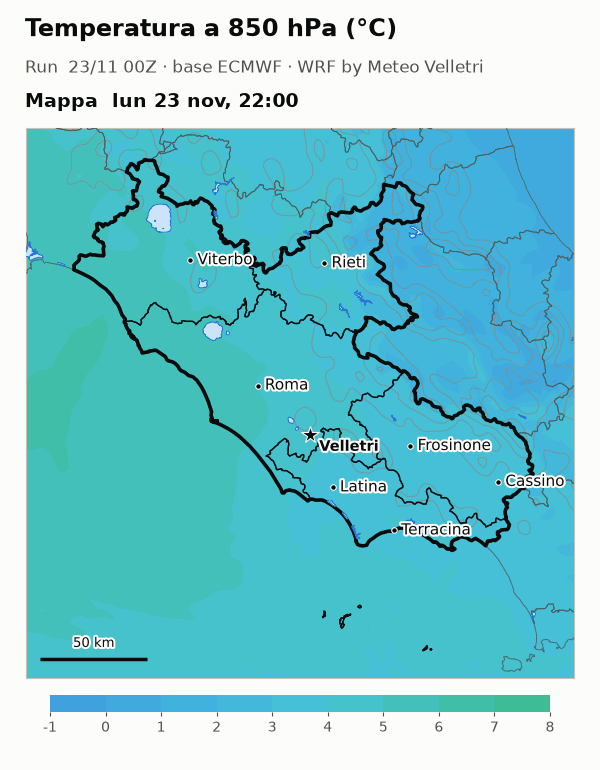 Temperatura a 850 hPa (°C)
Run  23/11 00Z · base ECMWF · WRF by Meteo Velletri
Mappa  lun 23 nov, 22:00
Viterbo
Rieti
Roma
Velletri
Frosinone
Cassino
Latina
Terracina
50 km
-1 0 1 2 3 4 5 6 7 8